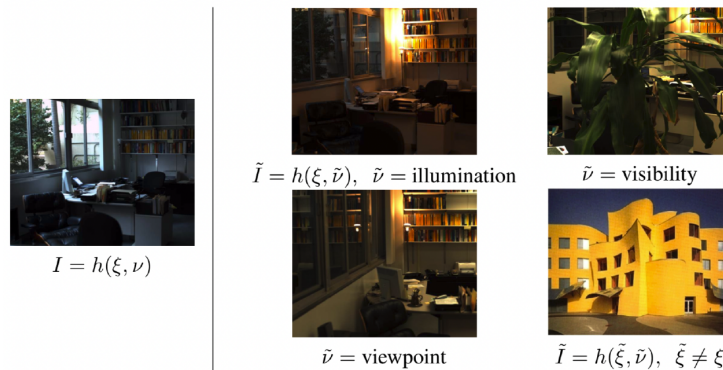 I = h(ξ, ν)
Ĩ = h(ξ, ν̃), ν̃ = illumination
ν̃ = visibility
ν̃ = viewpoint
Ĩ = h(ξ̃, ν̃), ξ̃ ≠ ξ